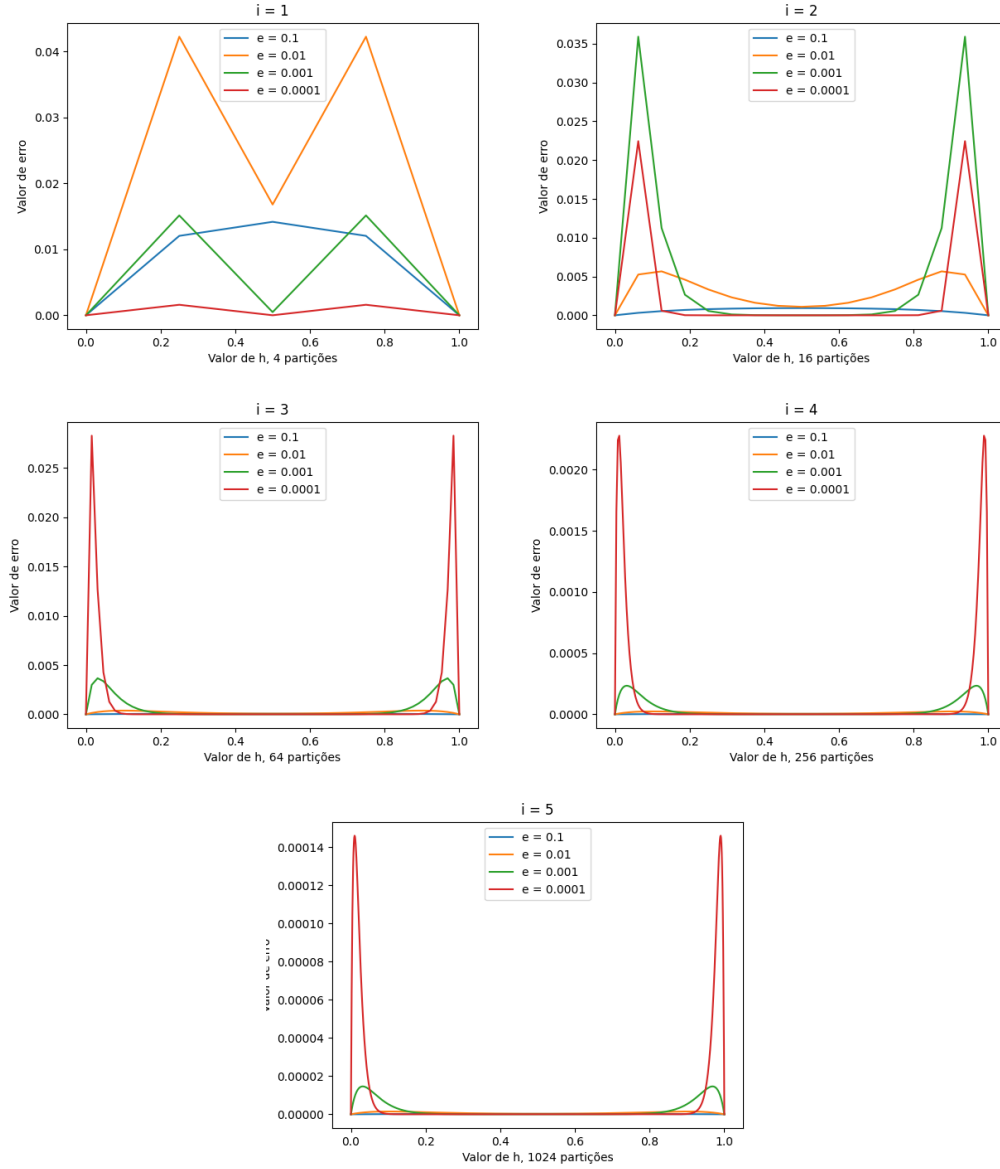 i = 1
e = 0.1
e = 0.01
e = 0.001
e = 0.0001
0.04
0.03
0.02
0.01
0.00
Valor de erro
0.0 0.2 0.4 0.6 0.8 1.0
Valor de h, 4 partições
i = 2
e = 0.1
e = 0.01
e = 0.001
e = 0.0001
0.035
0.030
0.025
0.020
0.015
0.010
0.005
0.000
Valor de erro
0.0 0.2 0.4 0.6 0.8 1.0
Valor de h, 16 partições
i = 3
e = 0.1
e = 0.01
e = 0.001
e = 0.0001
0.025
0.020
0.015
0.010
0.005
0.000
Valor de erro
0.0 0.2 0.4 0.6 0.8 1.0
Valor de h, 64 partições
i = 4
e = 0.1
e = 0.01
e = 0.001
e = 0.0001
0.0020
0.0015
0.0010
0.0005
0.0000
Valor de erro
0.0 0.2 0.4 0.6 0.8 1.0
Valor de h, 256 partições
i = 5
e = 0.1
e = 0.01
e = 0.001
e = 0.0001
0.00014
0.00012
0.00010
0.00008
0.00006
0.00004
0.00002
0.00000
Valor de erro
0.0 0.2 0.4 0.6 0.8 1.0
Valor de h, 1024 partições